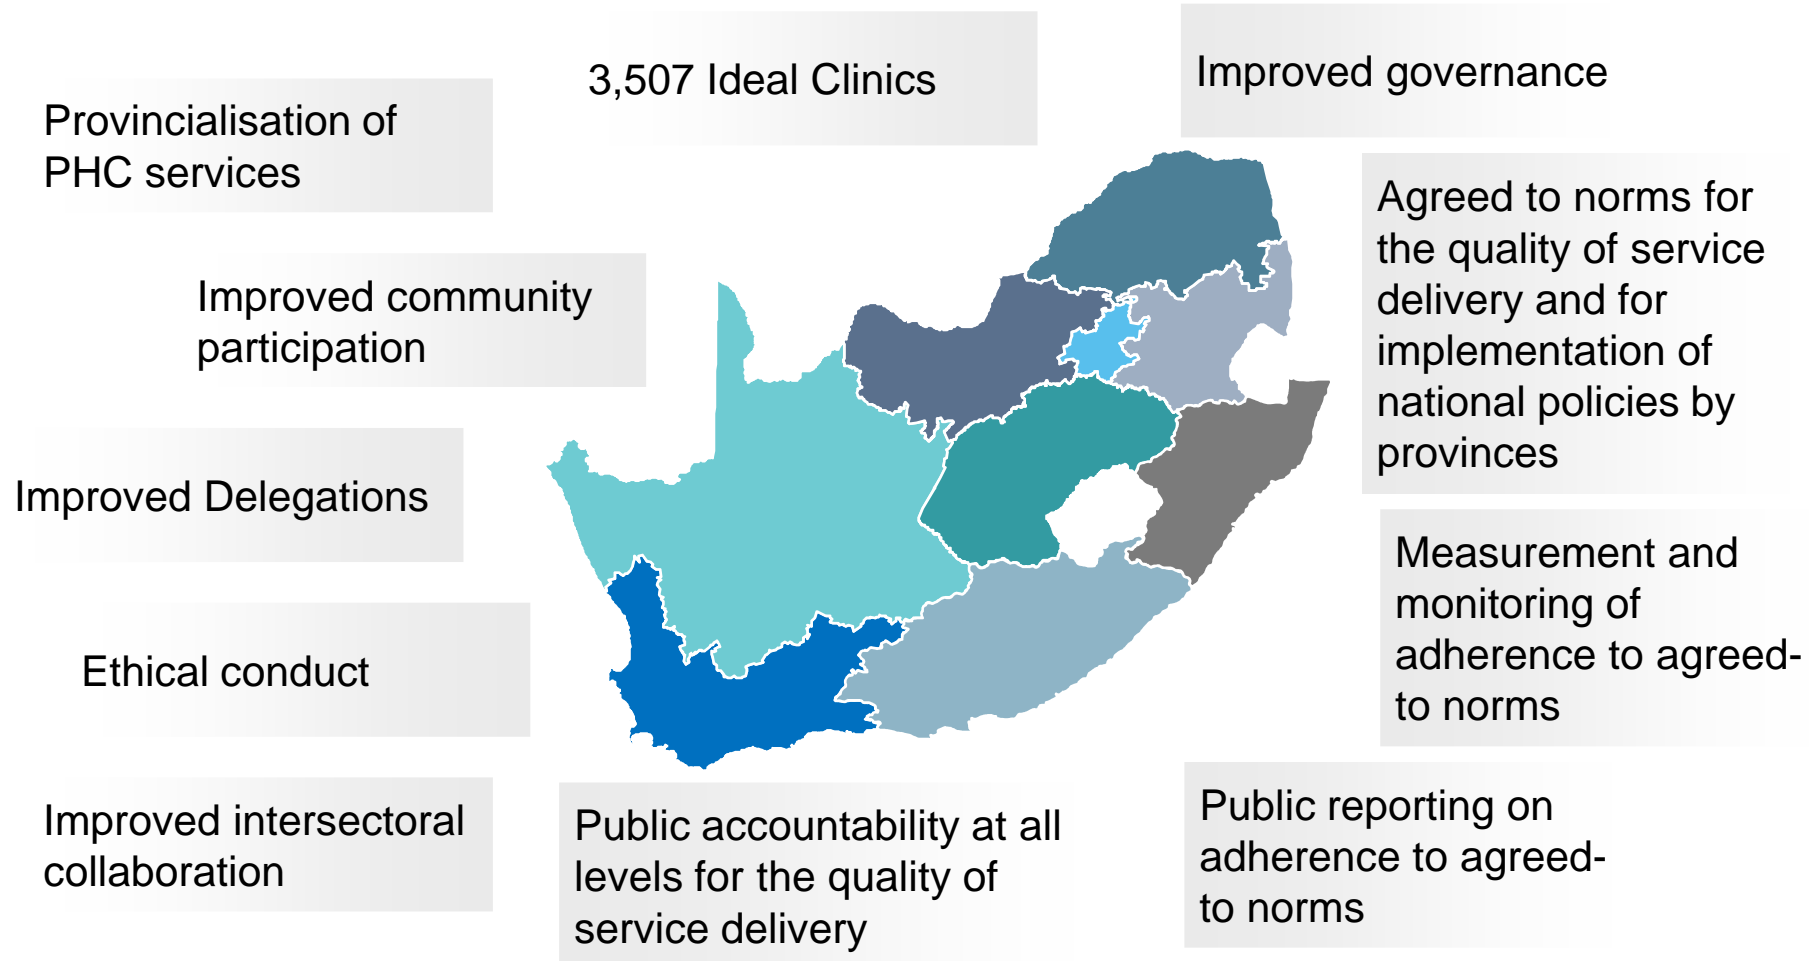 3,507 Ideal Clinics
Improved governance
Provincialisation of
PHC services
Agreed to norms for
the quality of service
delivery and for
implementation of
national policies by
provinces
Improved community
participation
Improved Delegations
Measurement and
monitoring of
adherence to agreed-
to norms
Ethical conduct
Improved intersectoral
collaboration
Public accountability at all
levels for the quality of
service delivery
Public reporting on
adherence to agreed-
to norms